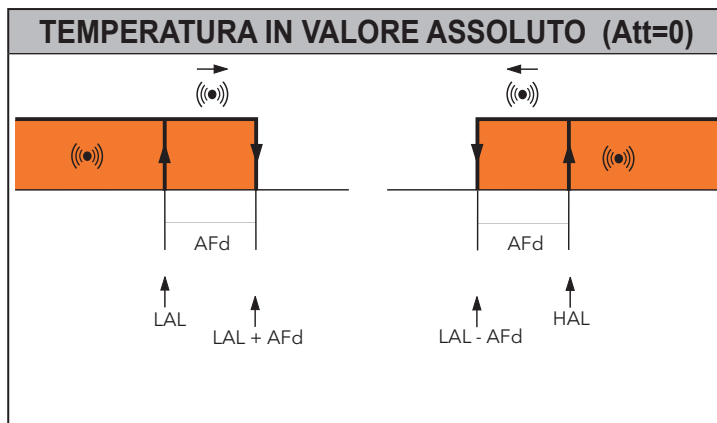 TEMPERATURA IN VALORE ASSOLUTO (Att=0)
AFd
AFd
LAL
LAL + AFd
LAL - AFd
HAL